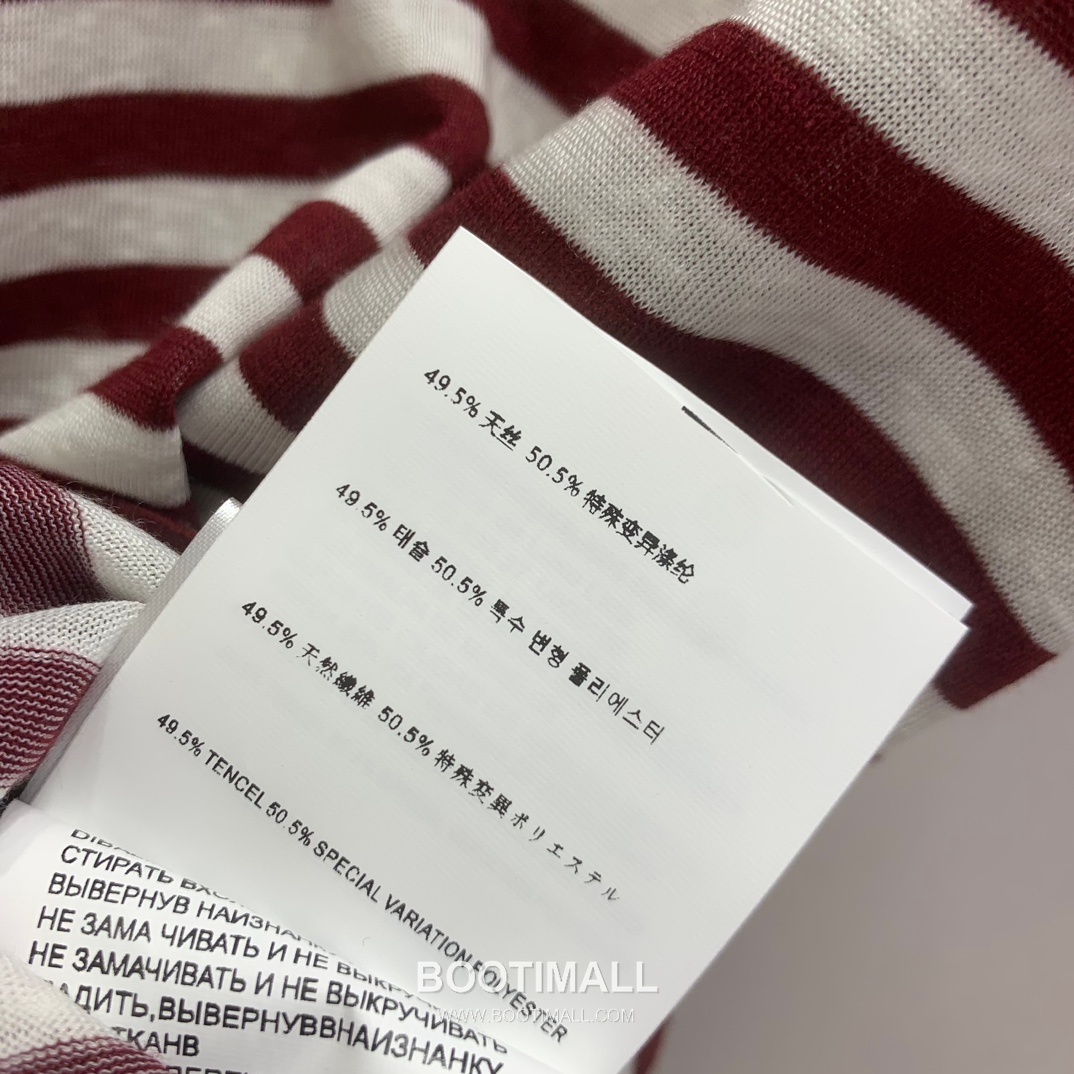 49.5% 天丝 50.5% 特殊变异涤纶
49.5% 태슬 50.5% 특수 변형 폴리에스터
49.5% 天然纖維 50.5% 特殊変異ポリエステル
49.5% TENCEL 50.5% SPECIAL VARIATION POLYESTER
СТИРАТЬ
ВЫВЕРНУВ
НЕ ЗАМА ЧИВАТЬ И НЕ
НЕ ЗАМАЧИВАТЬ И НЕ ВЫКРУЧИВАТЬ
АДИТЬ,ВЫВЕРНУВВНАИЗНАНКУ
ТКАНВ
BOOTIMALL
WWW.BOOTIMALL.COM